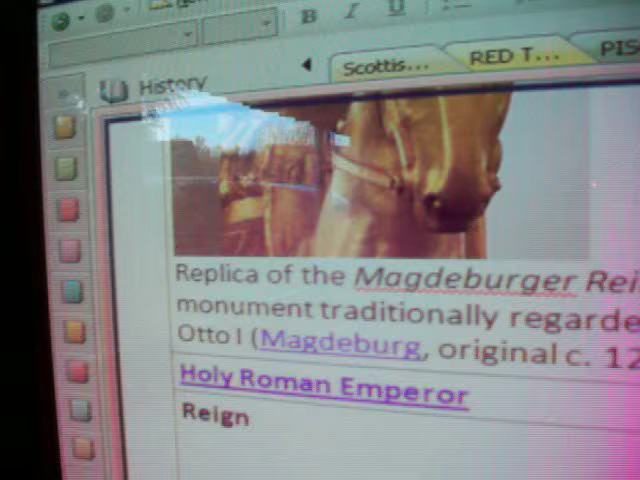 B I U
History
Scottis...
RED T...
PIS
Replica of the Magdeburger Rei
monument traditionally regarde
Otto I (Magdeburg, original c. 12
Holy Roman Emperor
Reign